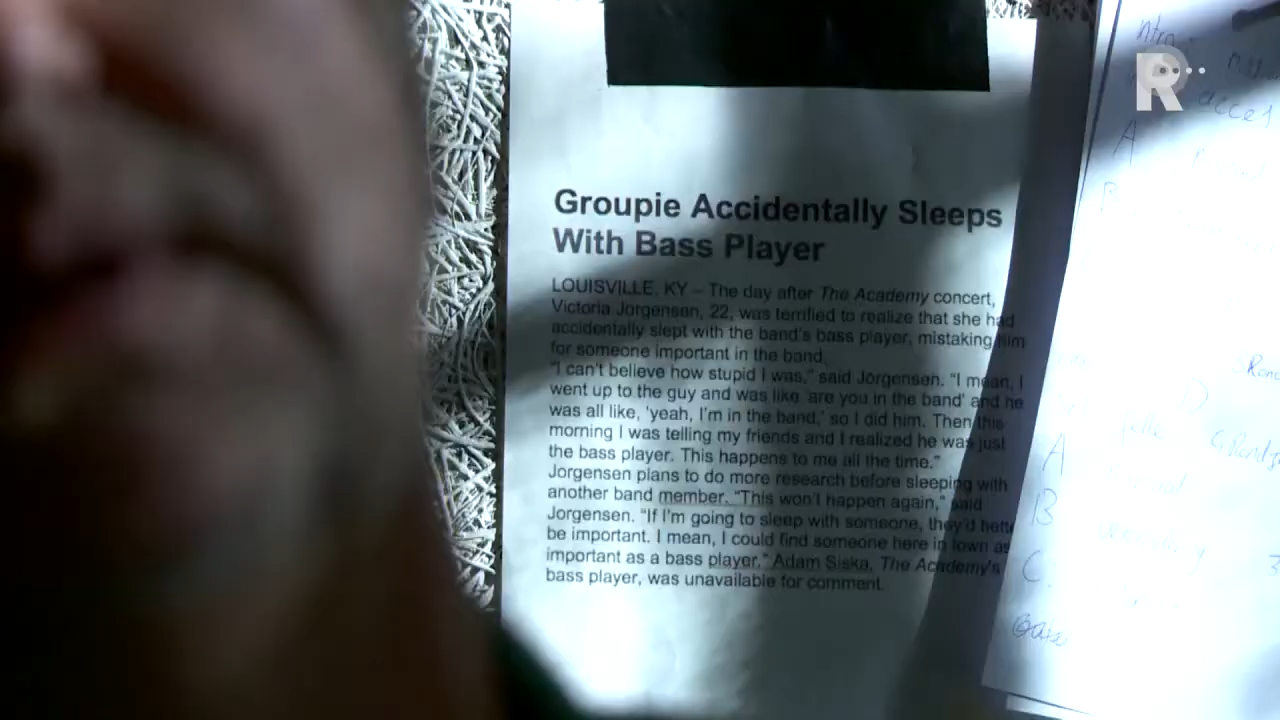 Groupie Accidentally Sleeps
With Bass Player
LOUISVILLE, KY – The day after The Academy concert,
Victoria Jorgensen, 22, was terrified to realize that she had
accidentally slept with the band's bass player, mistaking him
for someone important in the band.
"I can't believe how stupid I was," said Jorgensen. "I mean, I
went up to the guy and was like 'are you in the band' and he
was all like, 'yeah, I'm in the band,' so I did him. Then this
morning I was telling my friends and I realized he was just
the bass player. This happens to me all the time."
Jorgensen plans to do more research before sleeping with
another band member. "This won't happen again," said
Jorgensen. "If I'm going to sleep with someone, they'd bette
be important. I mean, I could find someone here in town as
important as a bass player." Adam Siska, The Academy's
bass player, was unavailable for comment.
R
A
A
B
C